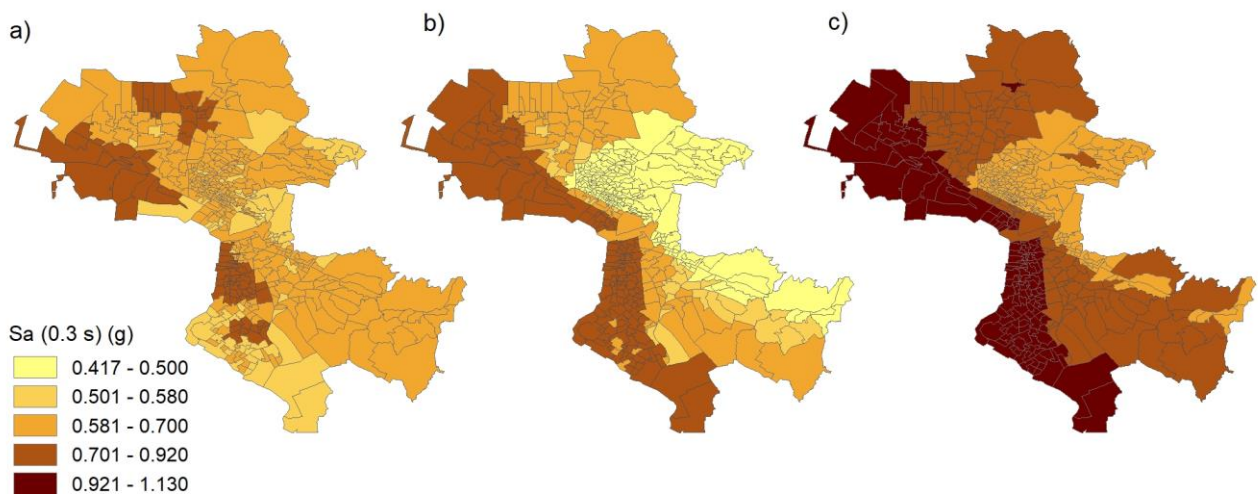 a)
b)
c)
Sa (0.3 s) (g)
0.417 - 0.500
0.501 - 0.580
0.581 - 0.700
0.701 - 0.920
0.921 - 1.130